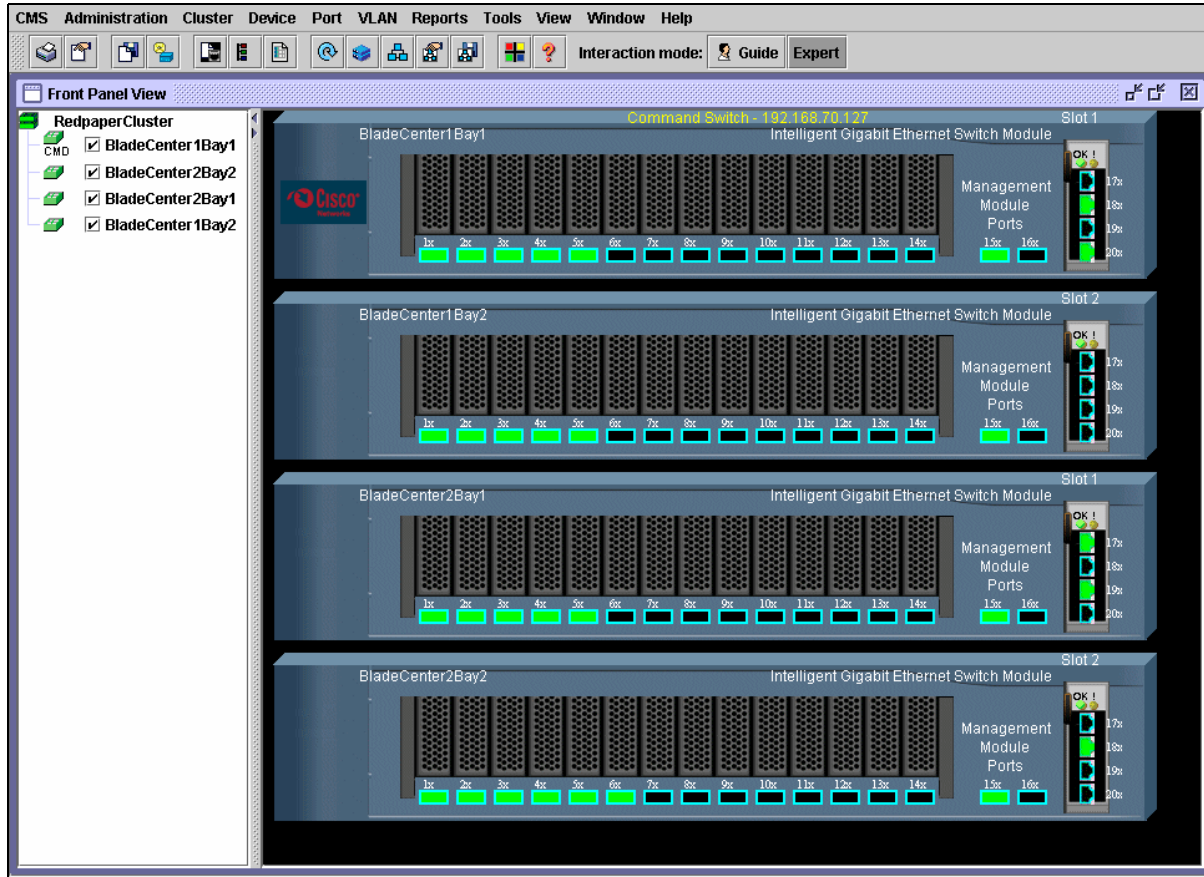 CMS Administration Cluster Device Port VLAN Reports Tools View Window Help
Interaction mode: Guide Expert
Front Panel View
RedpaperCluster
CMD BladeCenter1Bay1
BladeCenter2Bay2
BladeCenter2Bay1
BladeCenter1Bay2
Command Switch - 192.168.70.127 Slot 1
BladeCenter1Bay1 Intelligent Gigabit Ethernet Switch Module
OK !
Cisco
Management
Module
Ports
17x
18x
19x
20x
1x 2x 3x 4x 5x 6x 7x 8x 9x 10x 11x 12x 13x 14x 15x 16x
Slot 2
BladeCenter1Bay2 Intelligent Gigabit Ethernet Switch Module
OK !
Management
Module
Ports
17x
18x
19x
20x
1x 2x 3x 4x 5x 6x 7x 8x 9x 10x 11x 12x 13x 14x 15x 16x
Slot 1
BladeCenter2Bay1 Intelligent Gigabit Ethernet Switch Module
OK !
Management
Module
Ports
17x
18x
19x
20x
1x 2x 3x 4x 5x 6x 7x 8x 9x 10x 11x 12x 13x 14x 15x 16x
Slot 2
BladeCenter2Bay2 Intelligent Gigabit Ethernet Switch Module
OK !
Management
Module
Ports
17x
18x
19x
20x
1x 2x 3x 4x 5x 6x 7x 8x 9x 10x 11x 12x 13x 14x 15x 16x